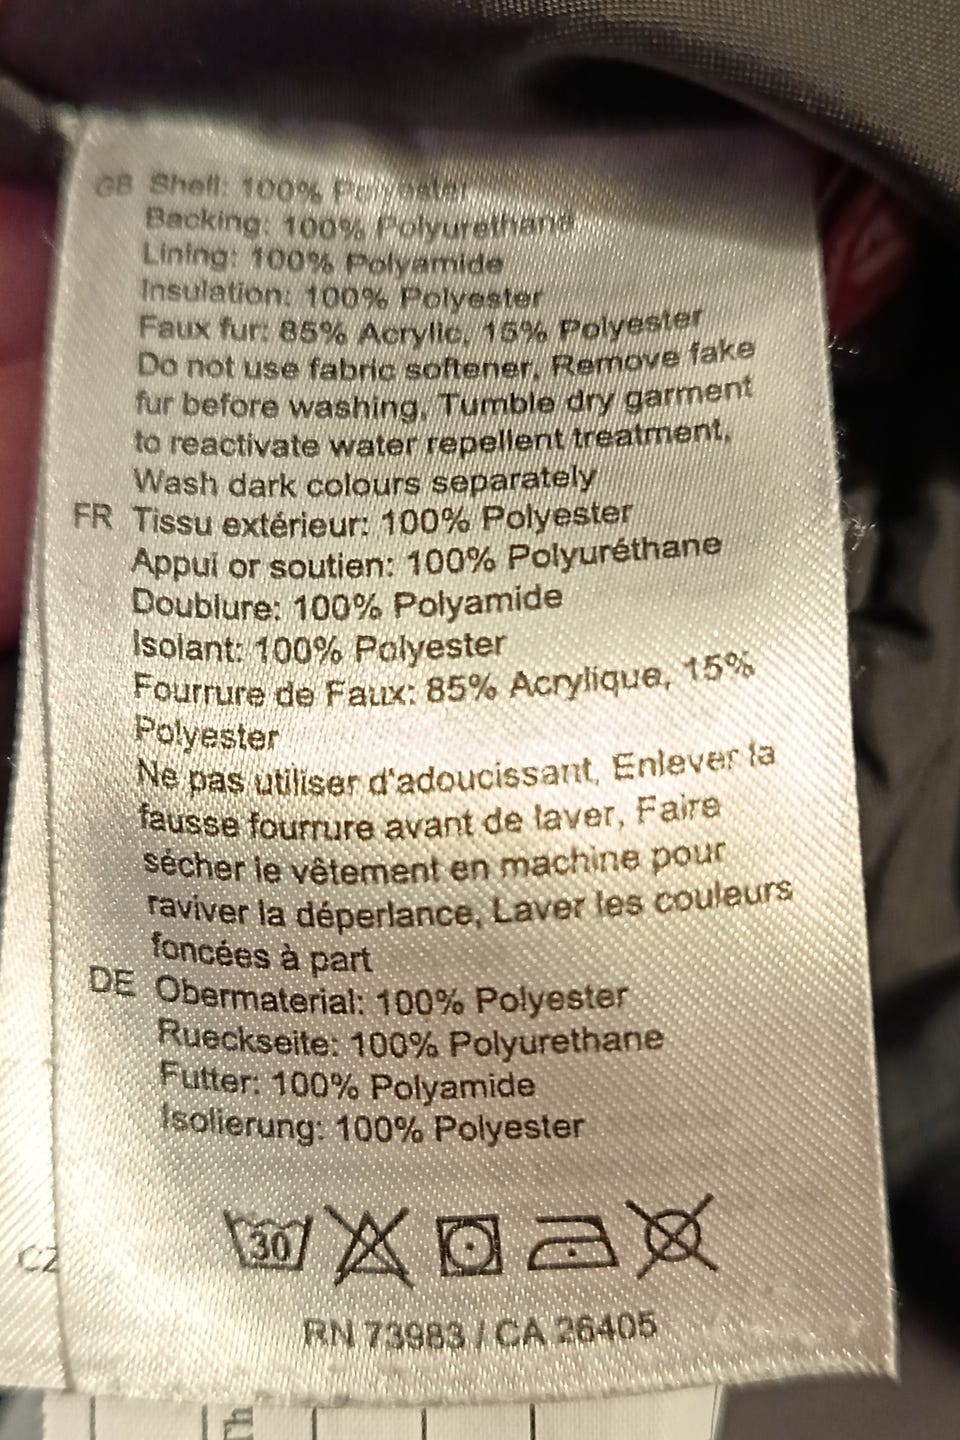 GB Shell: 100% Polyester
Backing: 100% Polyurethane
Lining: 100% Polyamide
Insulation: 100% Polyester
Faux fur: 85% Acrylic, 15% Polyester
Do not use fabric softener, Remove fake
fur before washing, Tumble dry garment
to reactivate water repellent treatment,
Wash dark colours separately
FR Tissu extérieur: 100% Polyester
Appui or soutien: 100% Polyuréthane
Doublure: 100% Polyamide
Isolant: 100% Polyester
Fourrure de Faux: 85% Acrylique, 15%
Polyester
Ne pas utiliser d'adoucissant, Enlever la
fausse fourrure avant de laver, Faire
sécher le vêtement en machine pour
raviver la déperlance, Laver les couleurs
foncées à part
DE Obermaterial: 100% Polyester
Rueckseite: 100% Polyurethane
Futter: 100% Polyamide
Isolierung: 100% Polyester
30
CZ
RN 73983 / CA 26405
Th